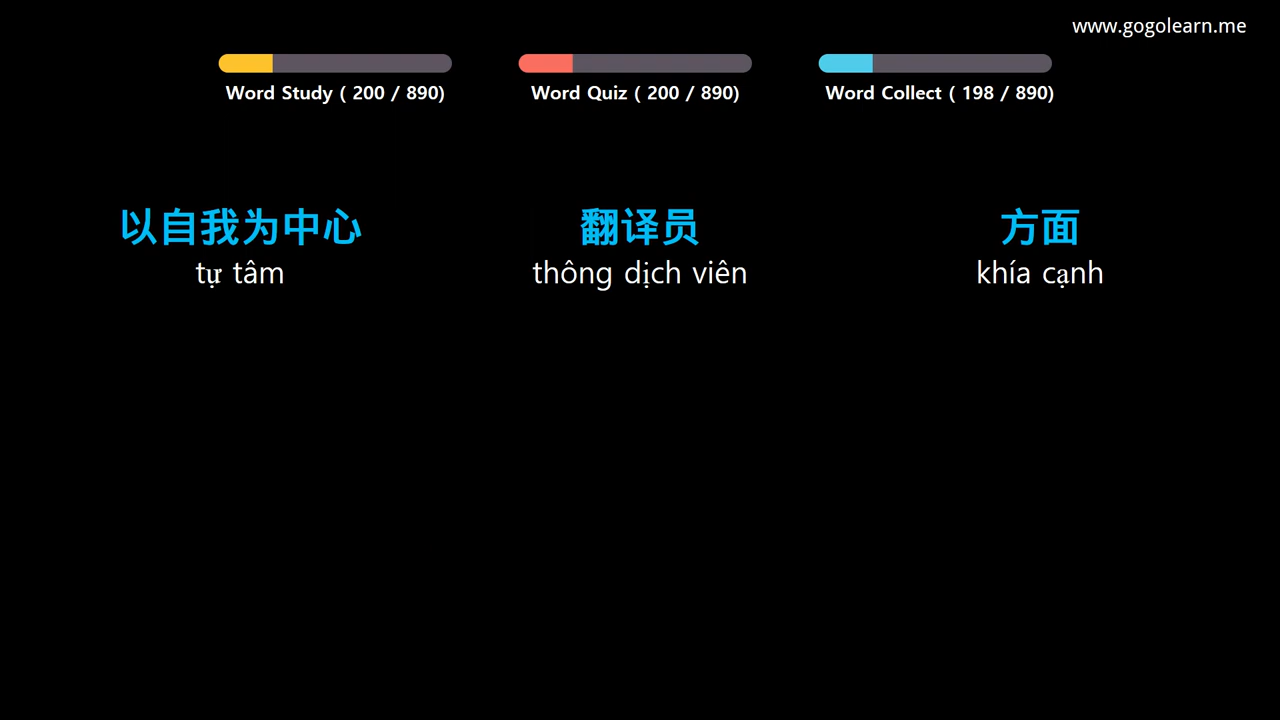 www.gogolearn.me
Word Study ( 200 / 890)
Word Quiz ( 200 / 890)
Word Collect ( 198 / 890)
以自我为中心
tự tâm
翻译员
thông dịch viên
方面
khía cạnh